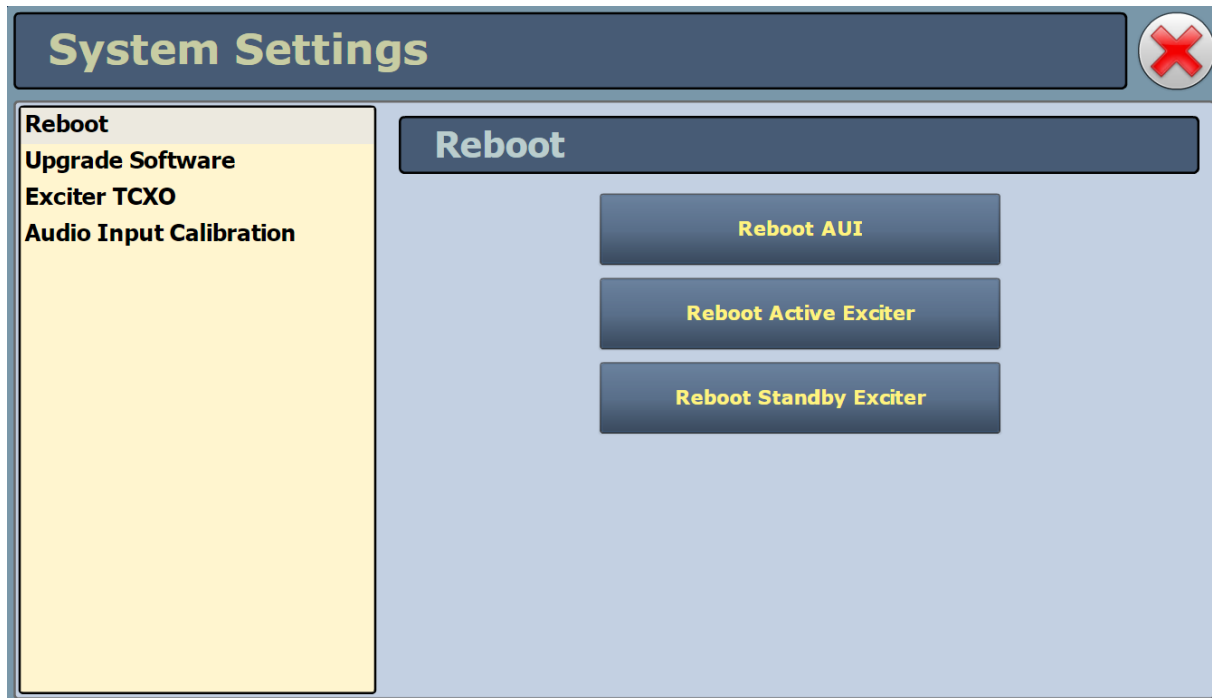 System Settings
Reboot
Upgrade Software
Exciter TCXO
Audio Input Calibration
Reboot
Reboot AUI
Reboot Active Exciter
Reboot Standby Exciter